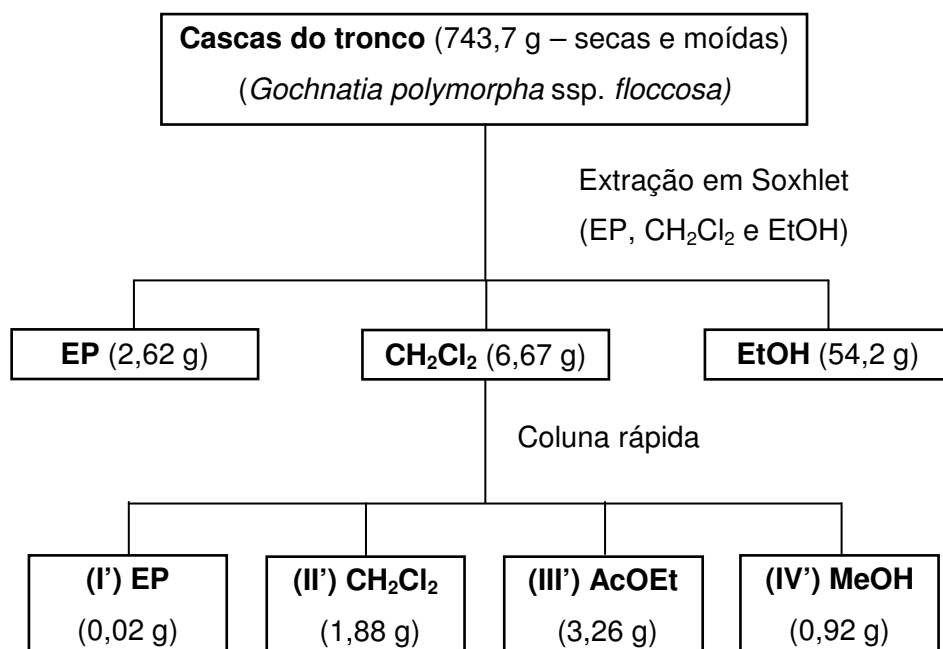 Cascas do tronco (743,7 g – secas e moídas)
(Gochnatia polymorpha ssp. floccosa)
Extração em Soxhlet
(EP, CH₂Cl₂ e EtOH)
EP (2,62 g)
CH₂Cl₂ (6,67 g)
EtOH (54,2 g)
Coluna rápida
(I’) EP
(0,02 g)
(II’) CH₂Cl₂
(1,88 g)
(III’) AcOEt
(3,26 g)
(IV’) MeOH
(0,92 g)